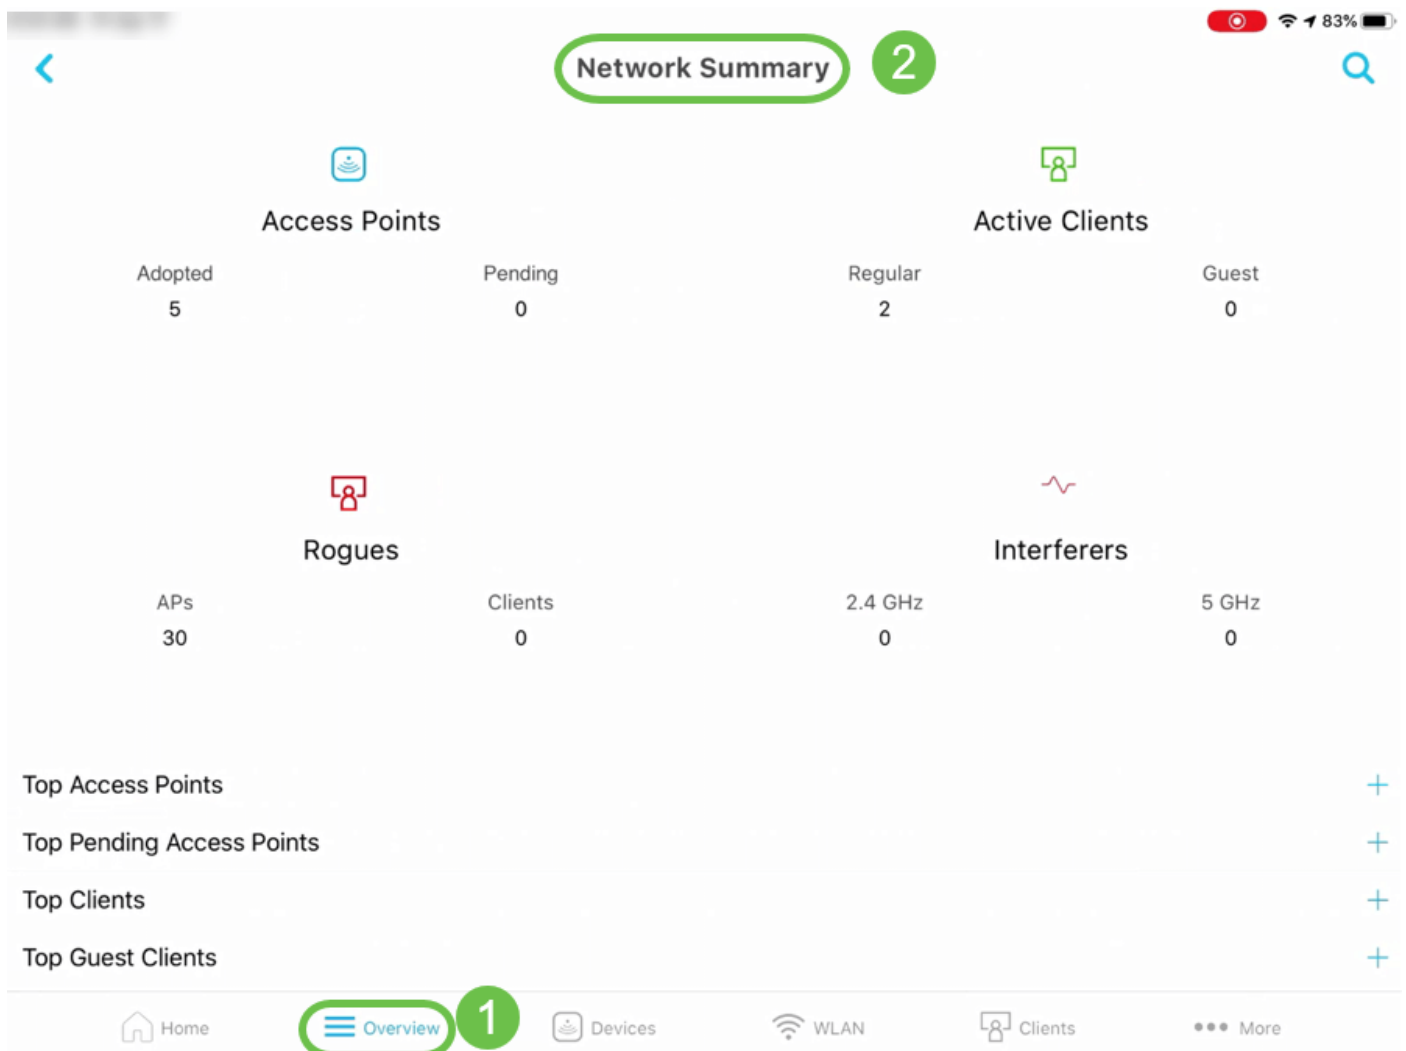 83%
Network Summary 2
Access Points
Active Clients
Adopted Pending Regular Guest
5 0 2 0
Rogues
Interferers
APs Clients 2.4 GHz 5 GHz
30 0 0 0
Top Access Points
Top Pending Access Points
Top Clients
Top Guest Clients
Home Overview 1 Devices WLAN Clients More